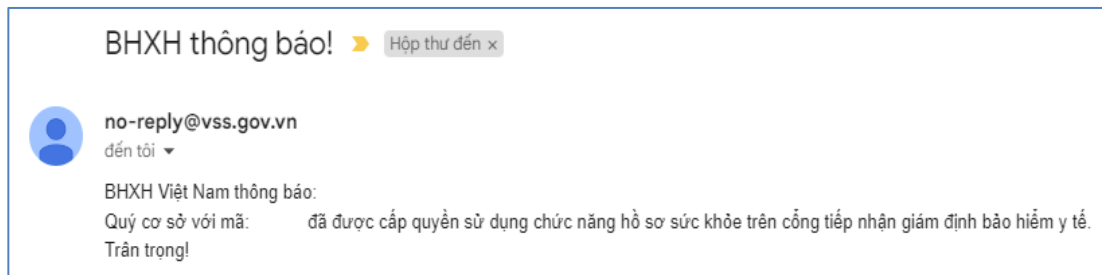 BHXH thông báo! Hộp thư đến ×
no-reply@vss.gov.vn
đến tôi
BHXH Việt Nam thông báo:
Quý cơ sở với mã: đã được cấp quyền sử dụng chức năng hồ sơ sức khỏe trên cổng tiếp nhận giám định bảo hiểm y tế.
Trân trọng!